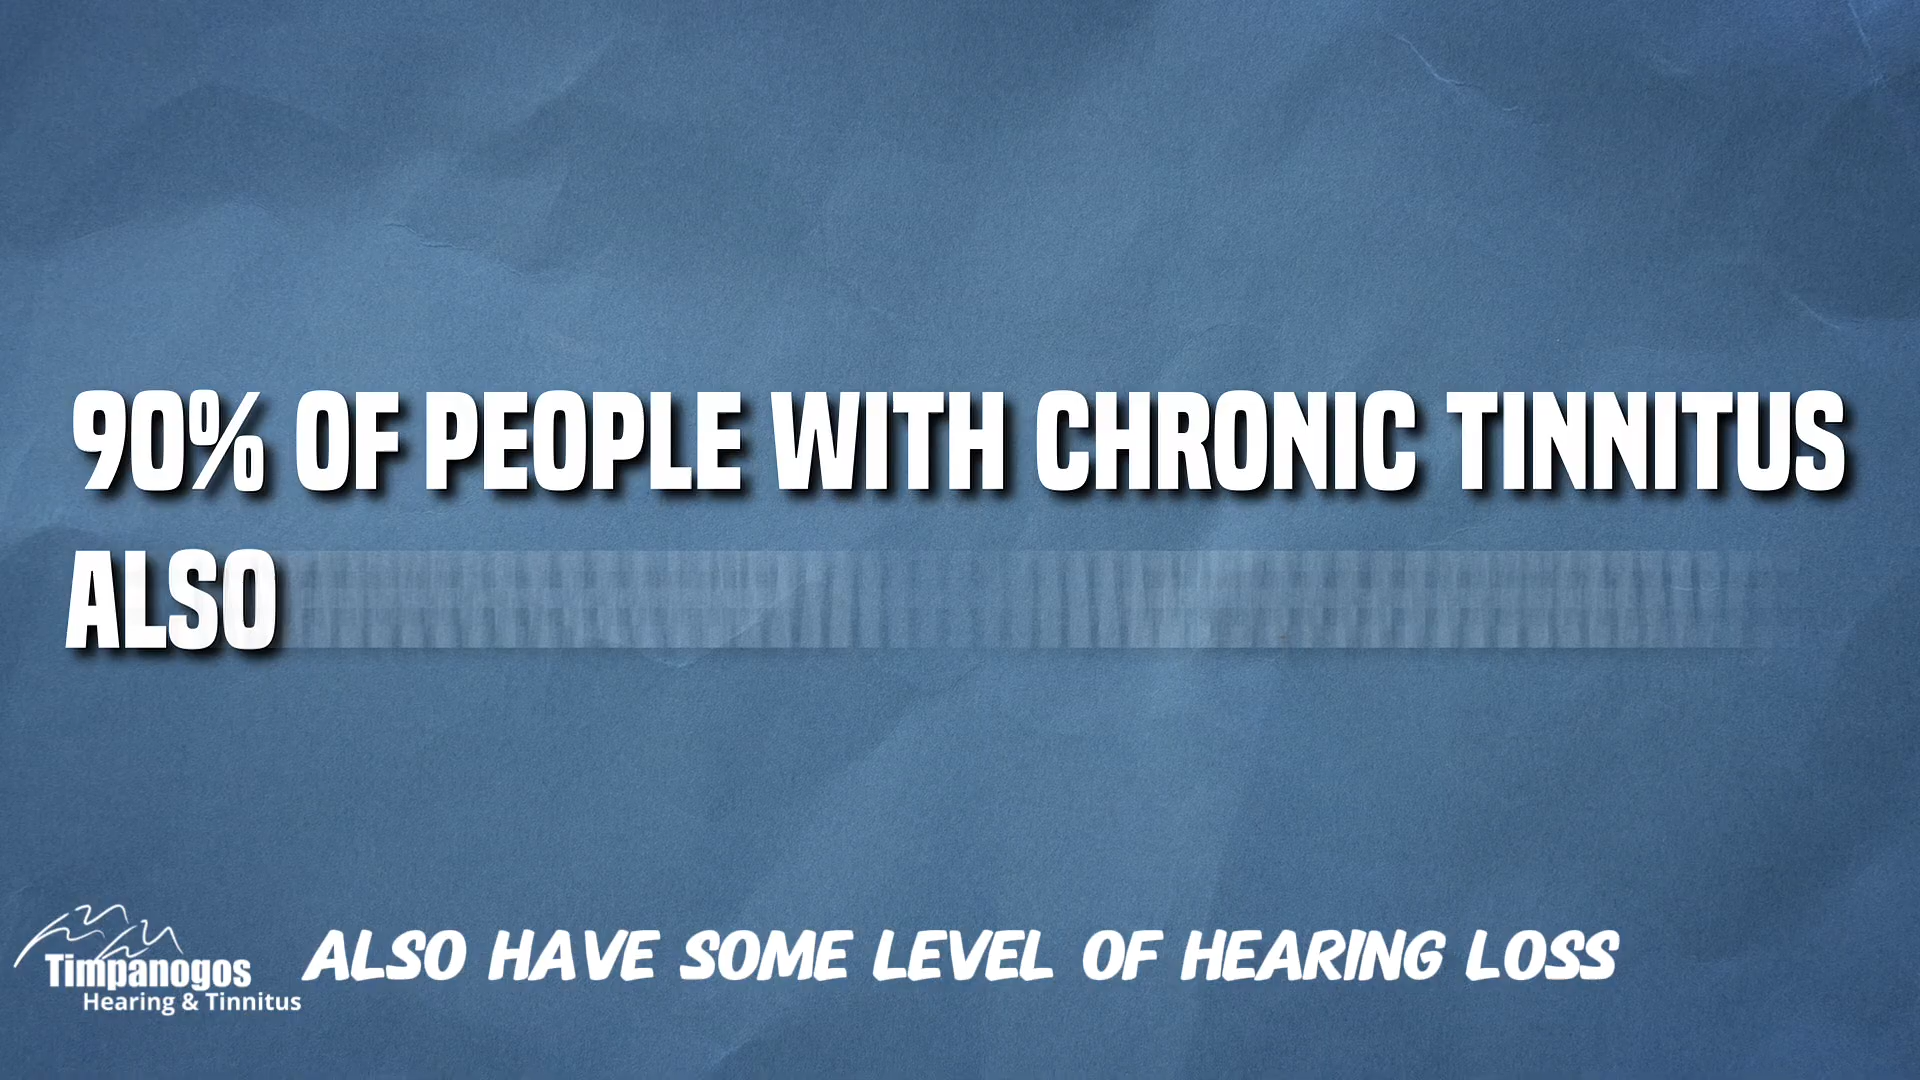 90% OF PEOPLE WITH CHRONIC TINNITUS
ALSO
ALSO HAVE SOME LEVEL OF HEARING LOSS
Timpanogos
Hearing & Tinnitus